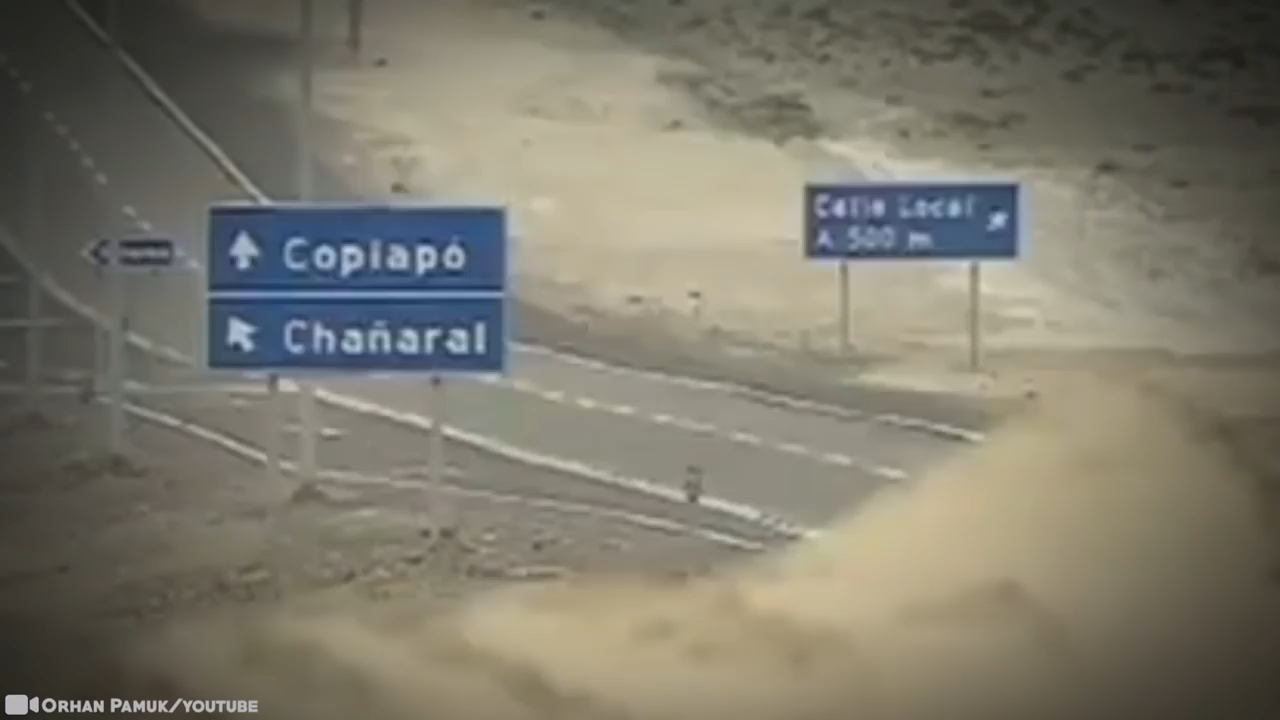 Copiapó
Chañaral
Calle Local
A 500 m
ORHAN PAMUK/YOUTUBE